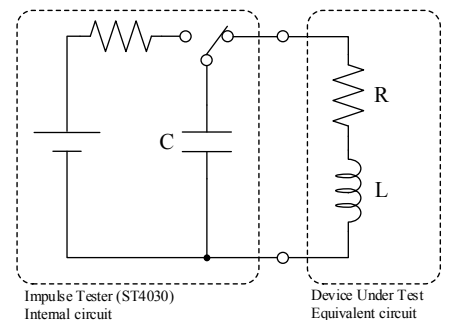 C
R
L
Impulse Tester (ST4030)
Internal circuit
Device Under Test
Equivalent circuit